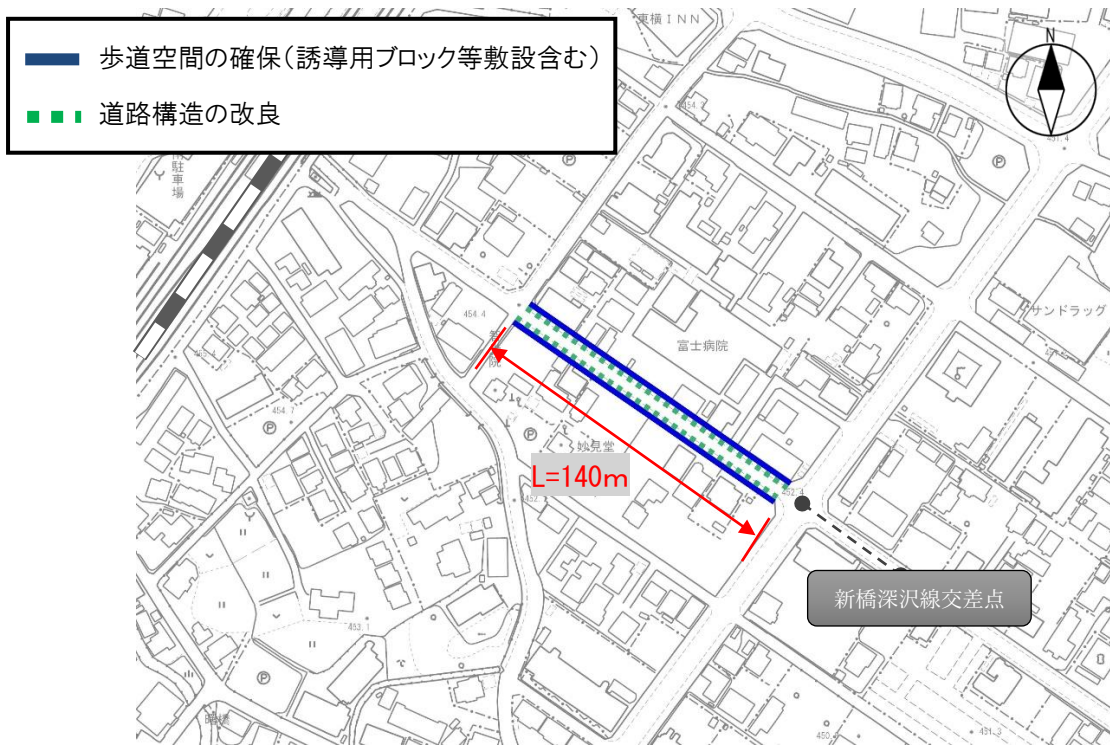 歩道空間の確保(誘導用ブロック等敷設含む)
道路構造の改良
東横INN
N
駐車場
454.4
富士病院
サンドラッグ
454.7
妙見堂
L=140m
452.4
新橋深沢線交差点
453.1
451.3